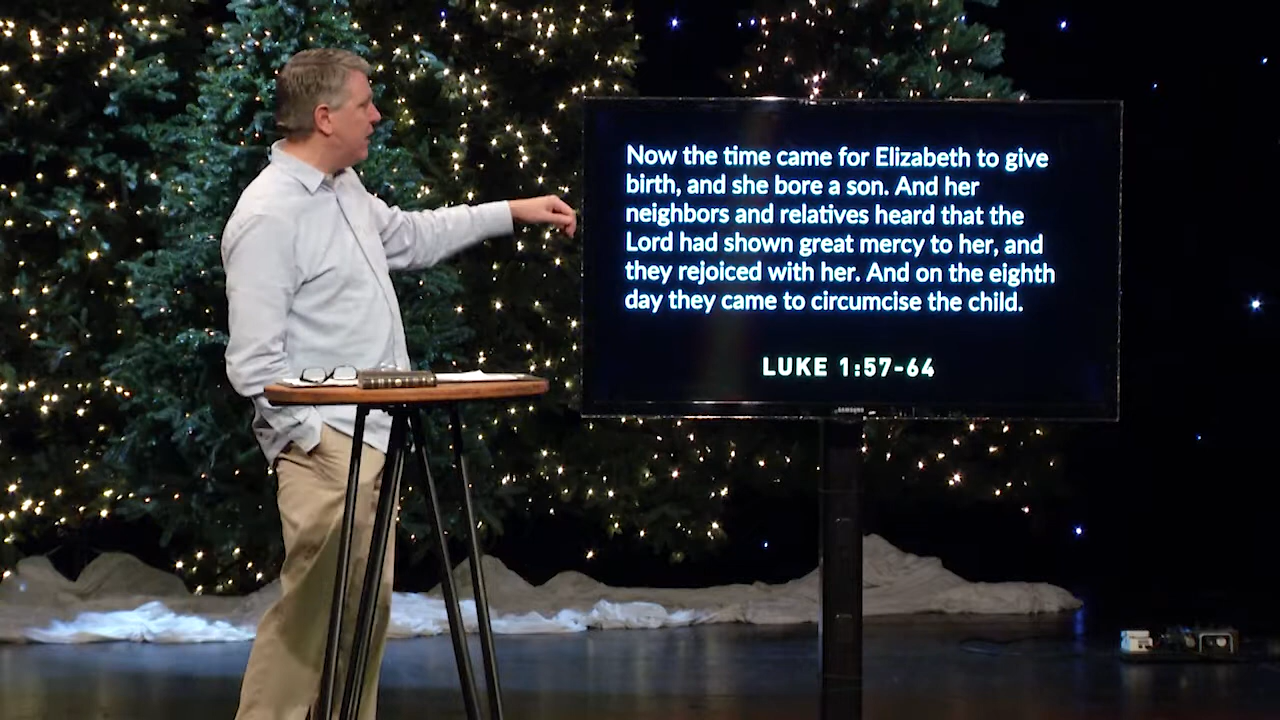 Now the time came for Elizabeth to give
birth, and she bore a son. And her
neighbors and relatives heard that the
Lord had shown great mercy to her, and
they rejoiced with her. And on the eighth
day they came to circumcise the child.
LUKE 1:57-64
SAMSUNG